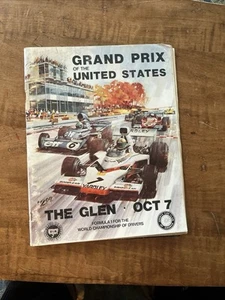 GRAND PRIX
OF THE
UNITED STATES
THE GLEN · OCT 7
FORMULA 1 FOR THE
WORLD CHAMPIONSHIP OF DRIVERS